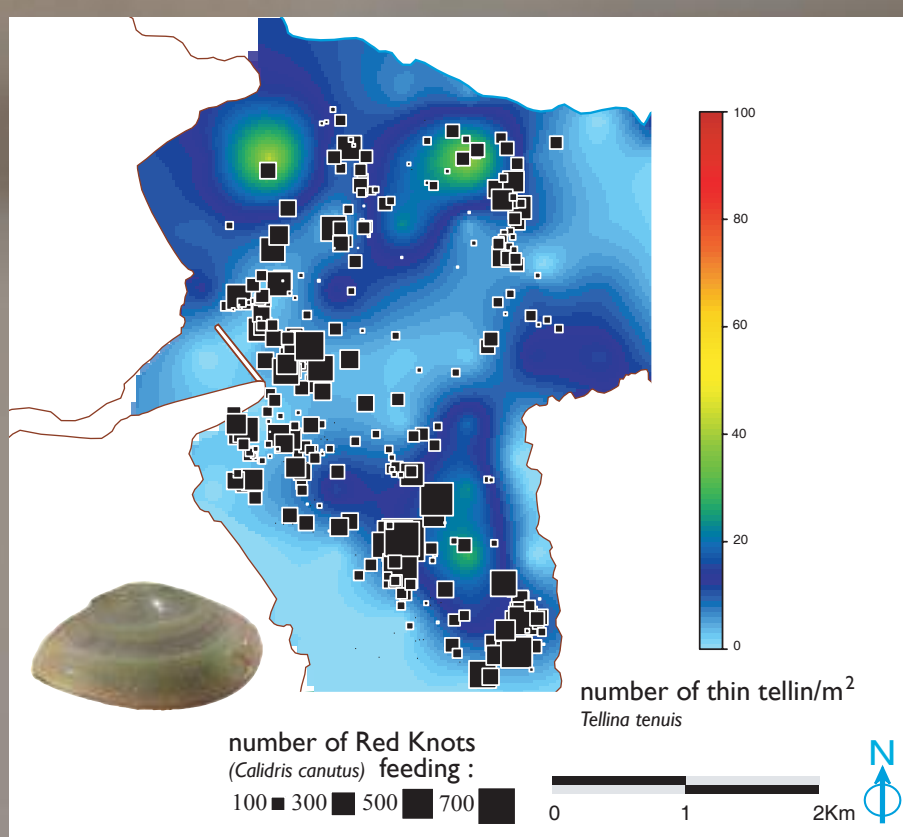 100
80
60
40
20
0
number of thin tellin/m²
Tellina tenuis
number of Red Knots
(Calidris canutus) feeding :
100 300 500 700
0 1 2Km
N